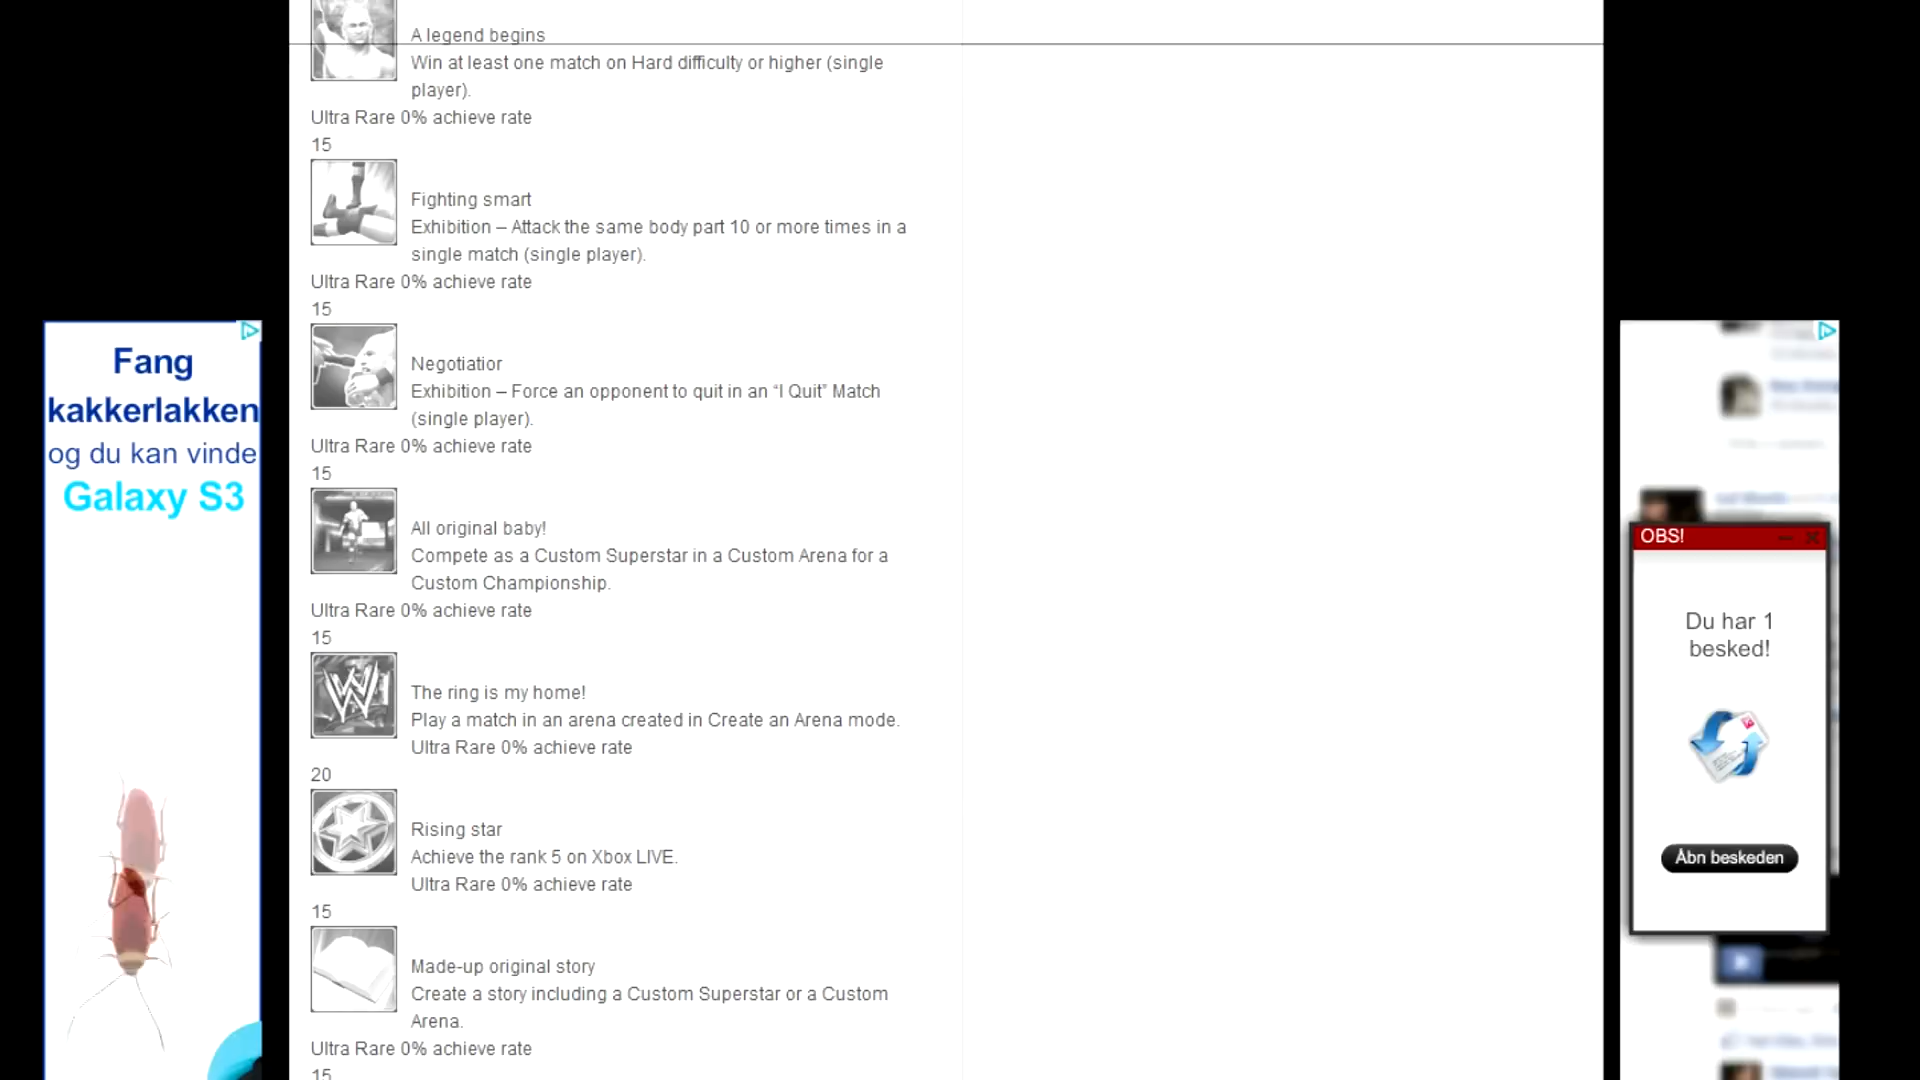 A legend begins
Win at least one match on Hard difficulty or higher (single
player).
Ultra Rare 0% achieve rate
15
Fighting smart
Exhibition – Attack the same body part 10 or more times in a
single match (single player).
Ultra Rare 0% achieve rate
15
Negotiatior
Exhibition – Force an opponent to quit in an “I Quit” Match
(single player).
Ultra Rare 0% achieve rate
15
All original baby!
Compete as a Custom Superstar in a Custom Arena for a
Custom Championship.
Ultra Rare 0% achieve rate
15
The ring is my home!
Play a match in an arena created in Create an Arena mode.
Ultra Rare 0% achieve rate
20
Rising star
Achieve the rank 5 on Xbox LIVE.
Ultra Rare 0% achieve rate
15
Made-up original story
Create a story including a Custom Superstar or a Custom
Arena.
Ultra Rare 0% achieve rate
15
Fang
kakkerlakken
og du kan vinde
Galaxy S3
OBS!
Du har 1
besked!
Åbn beskeden